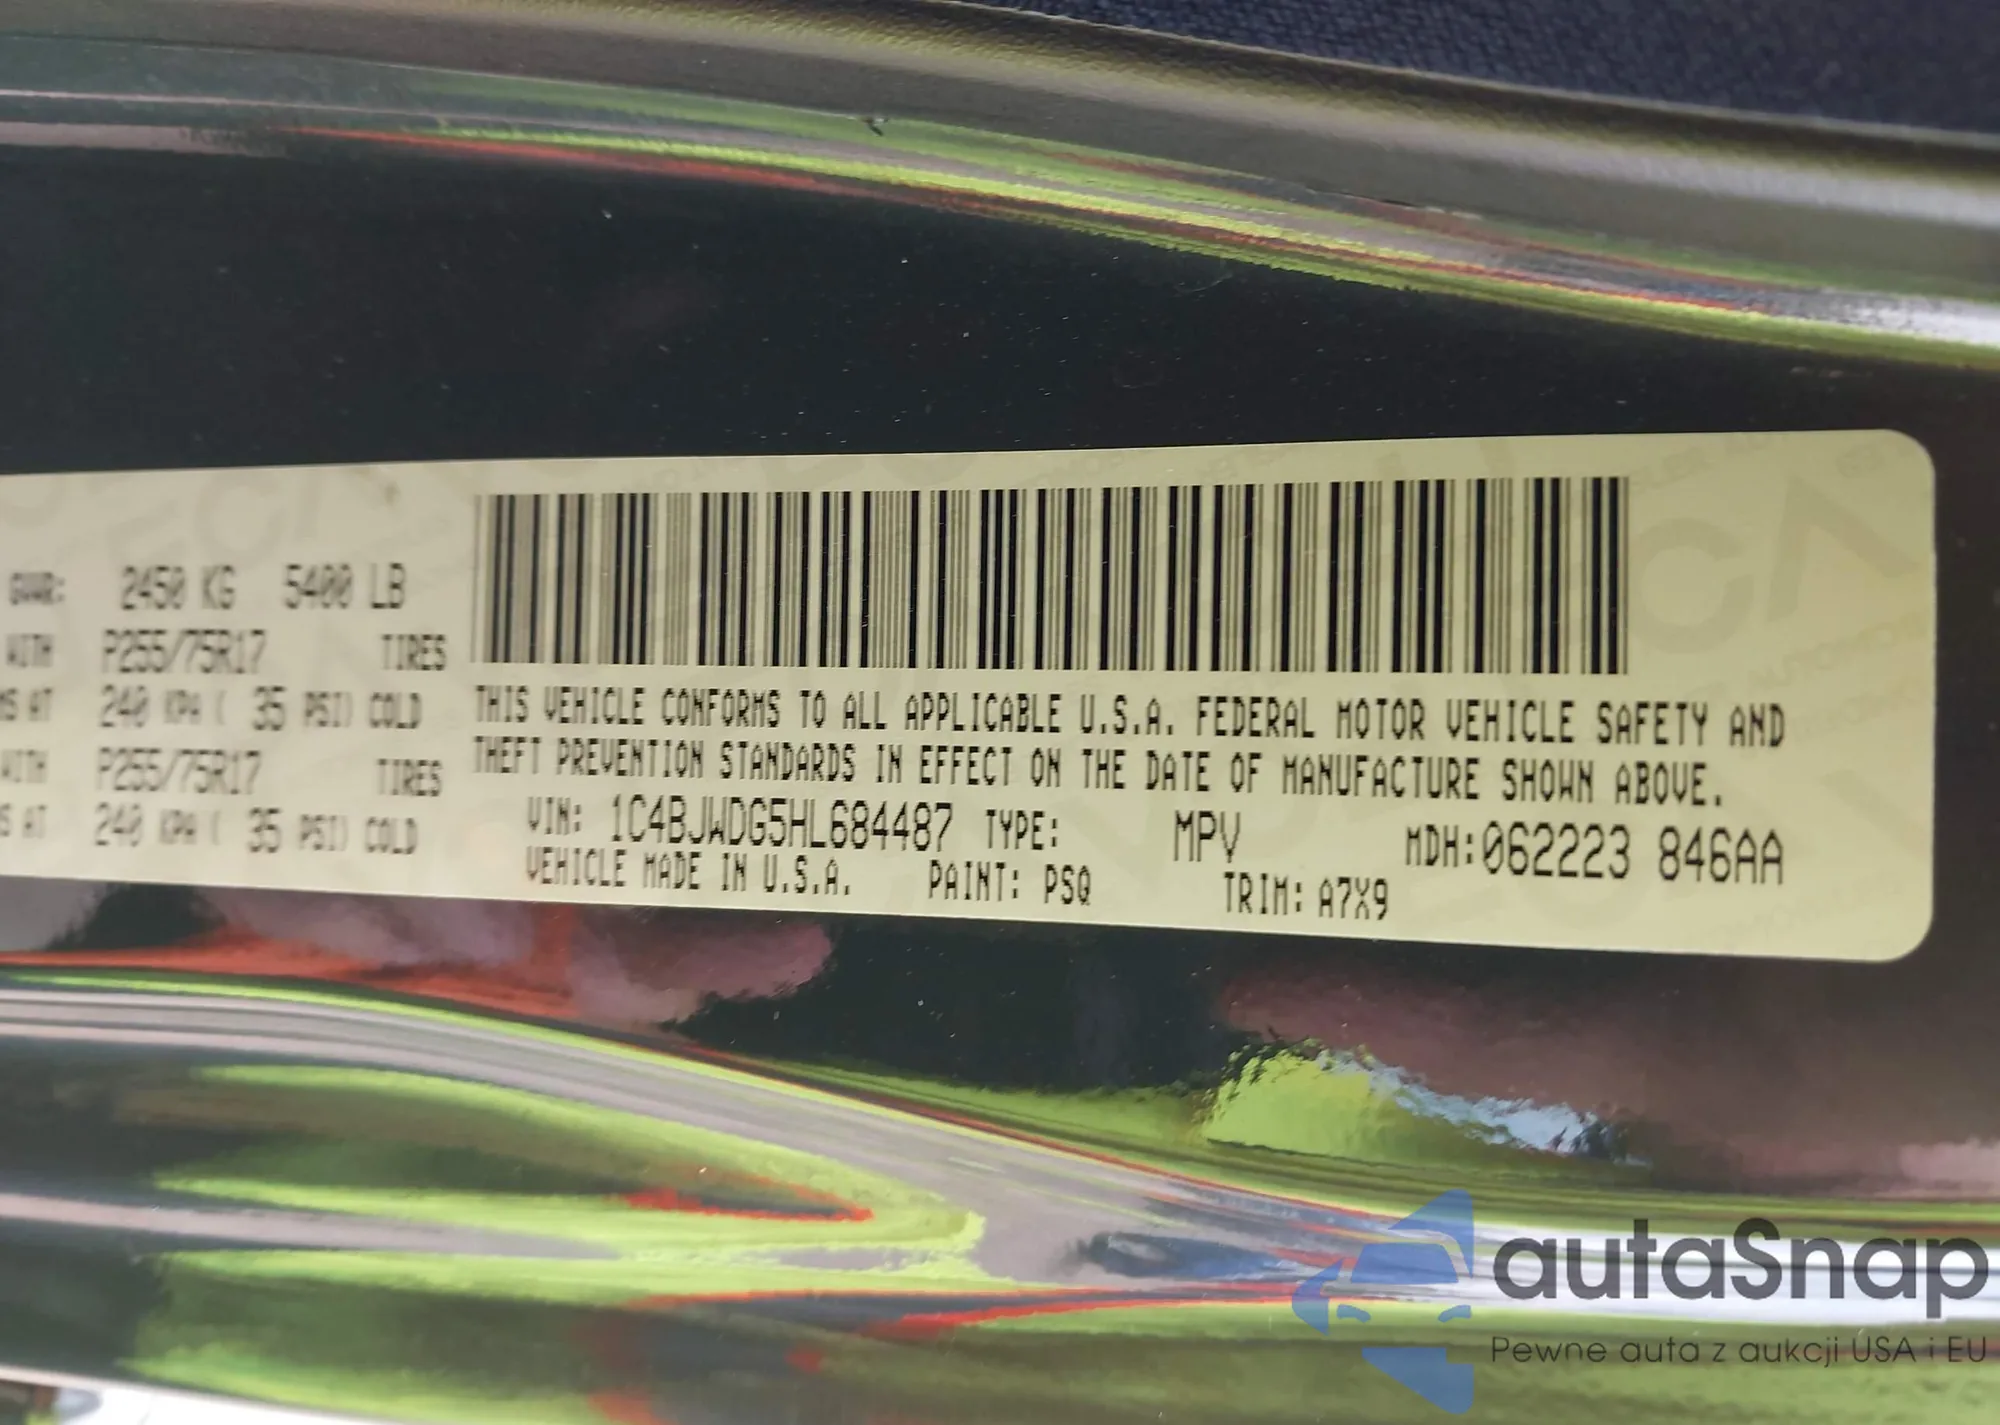 GVWR: 2450 KG 5400 LB
WITH P255/75R17 TIRES
MS AT 240 KPA ( 35 PSI) COLD
WITH P255/75R17 TIRES
S AT 240 KPA ( 35 PSI) COLD
THIS VEHICLE CONFORMS TO ALL APPLICABLE U.S.A. FEDERAL MOTOR VEHICLE SAFETY AND
THEFT PREVENTION STANDARDS IN EFFECT ON THE DATE OF MANUFACTURE SHOWN ABOVE.
VIN: 1C4BJWDG5HL684487 TYPE: MPV MDH:062223 846AA
VEHICLE MADE IN U.S.A. PAINT: PSQ TRIM: A7X9
autaSnap
Pewne auta z aukcji USA i EU